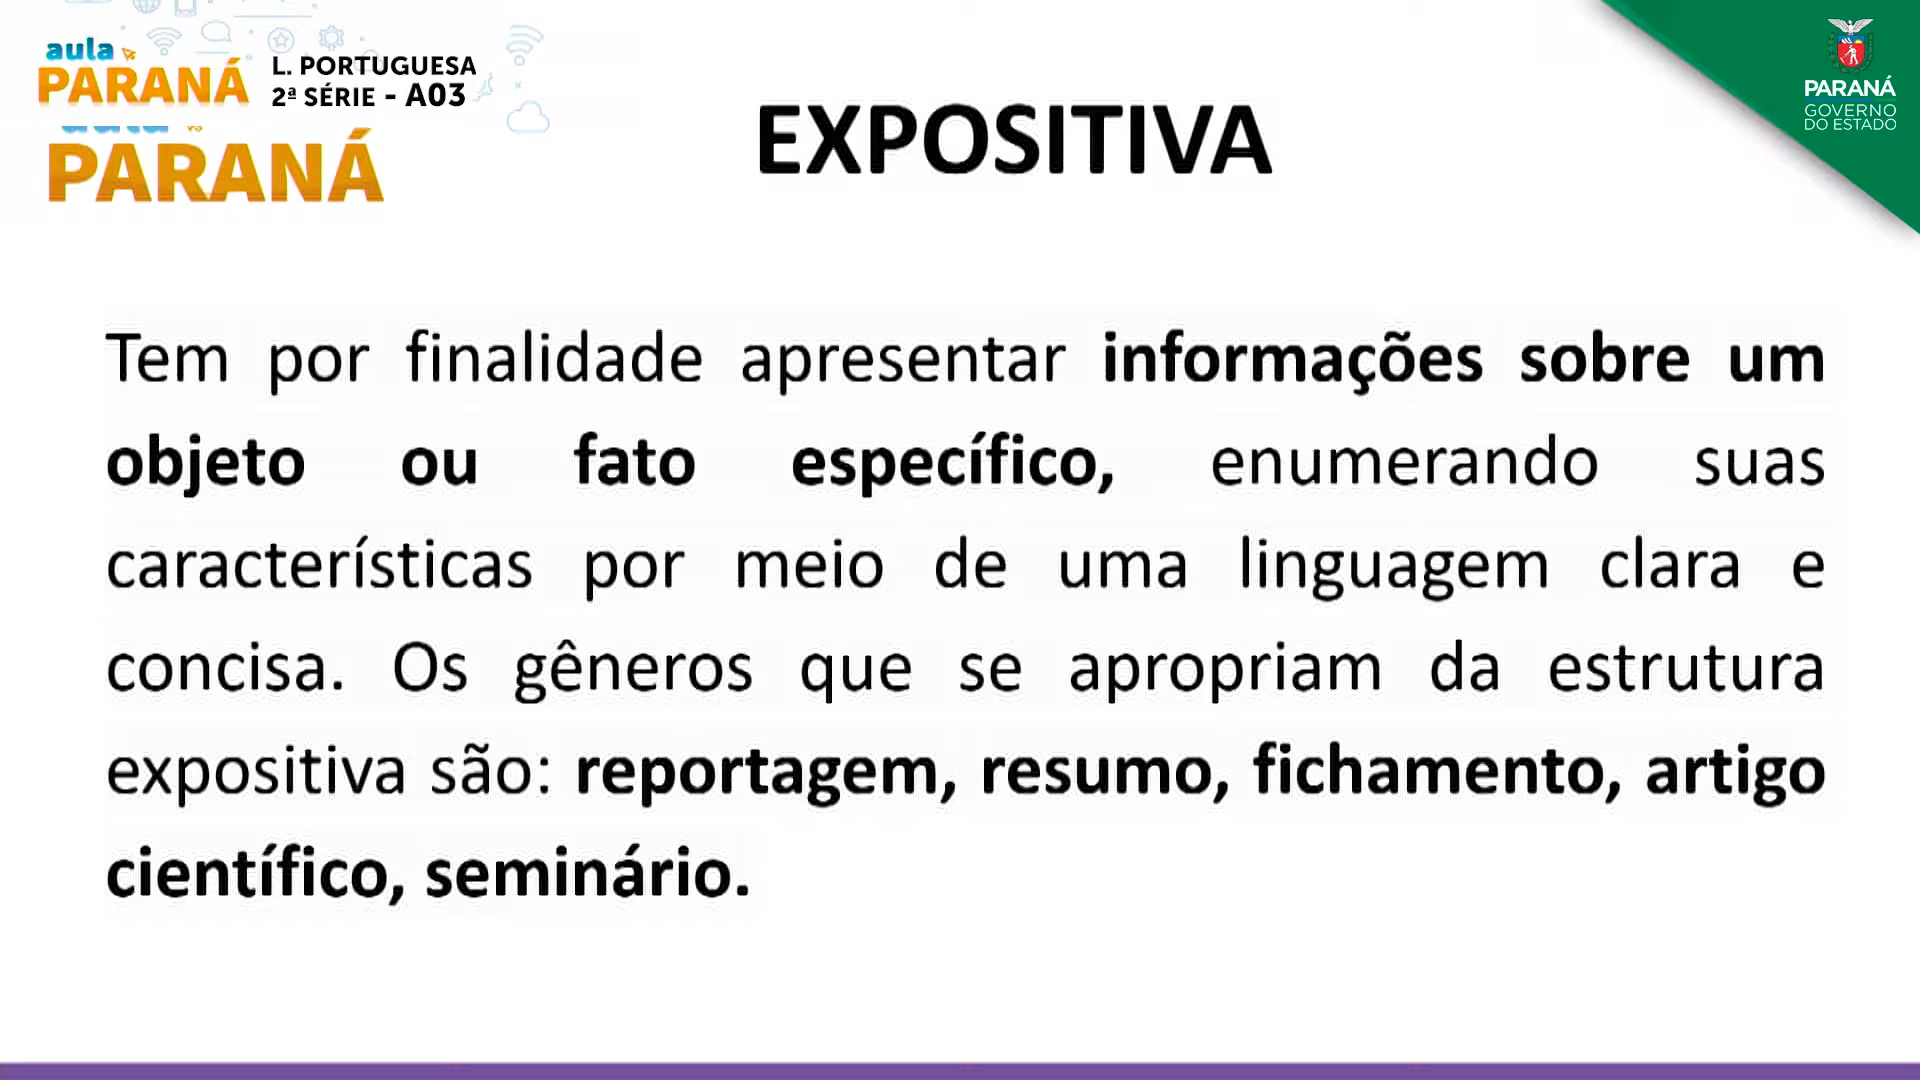 aula
PARANÁ
L. PORTUGUESA
2ª SÉRIE - A03
PARANÁ
GOVERNO
DO ESTADO
PARANÁ
EXPOSITIVA
Tem por finalidade apresentar informações sobre um
objeto ou fato específico, enumerando suas
características por meio de uma linguagem clara e
concisa. Os gêneros que se apropriam da estrutura
expositiva são: reportagem, resumo, fichamento, artigo
científico, seminário.